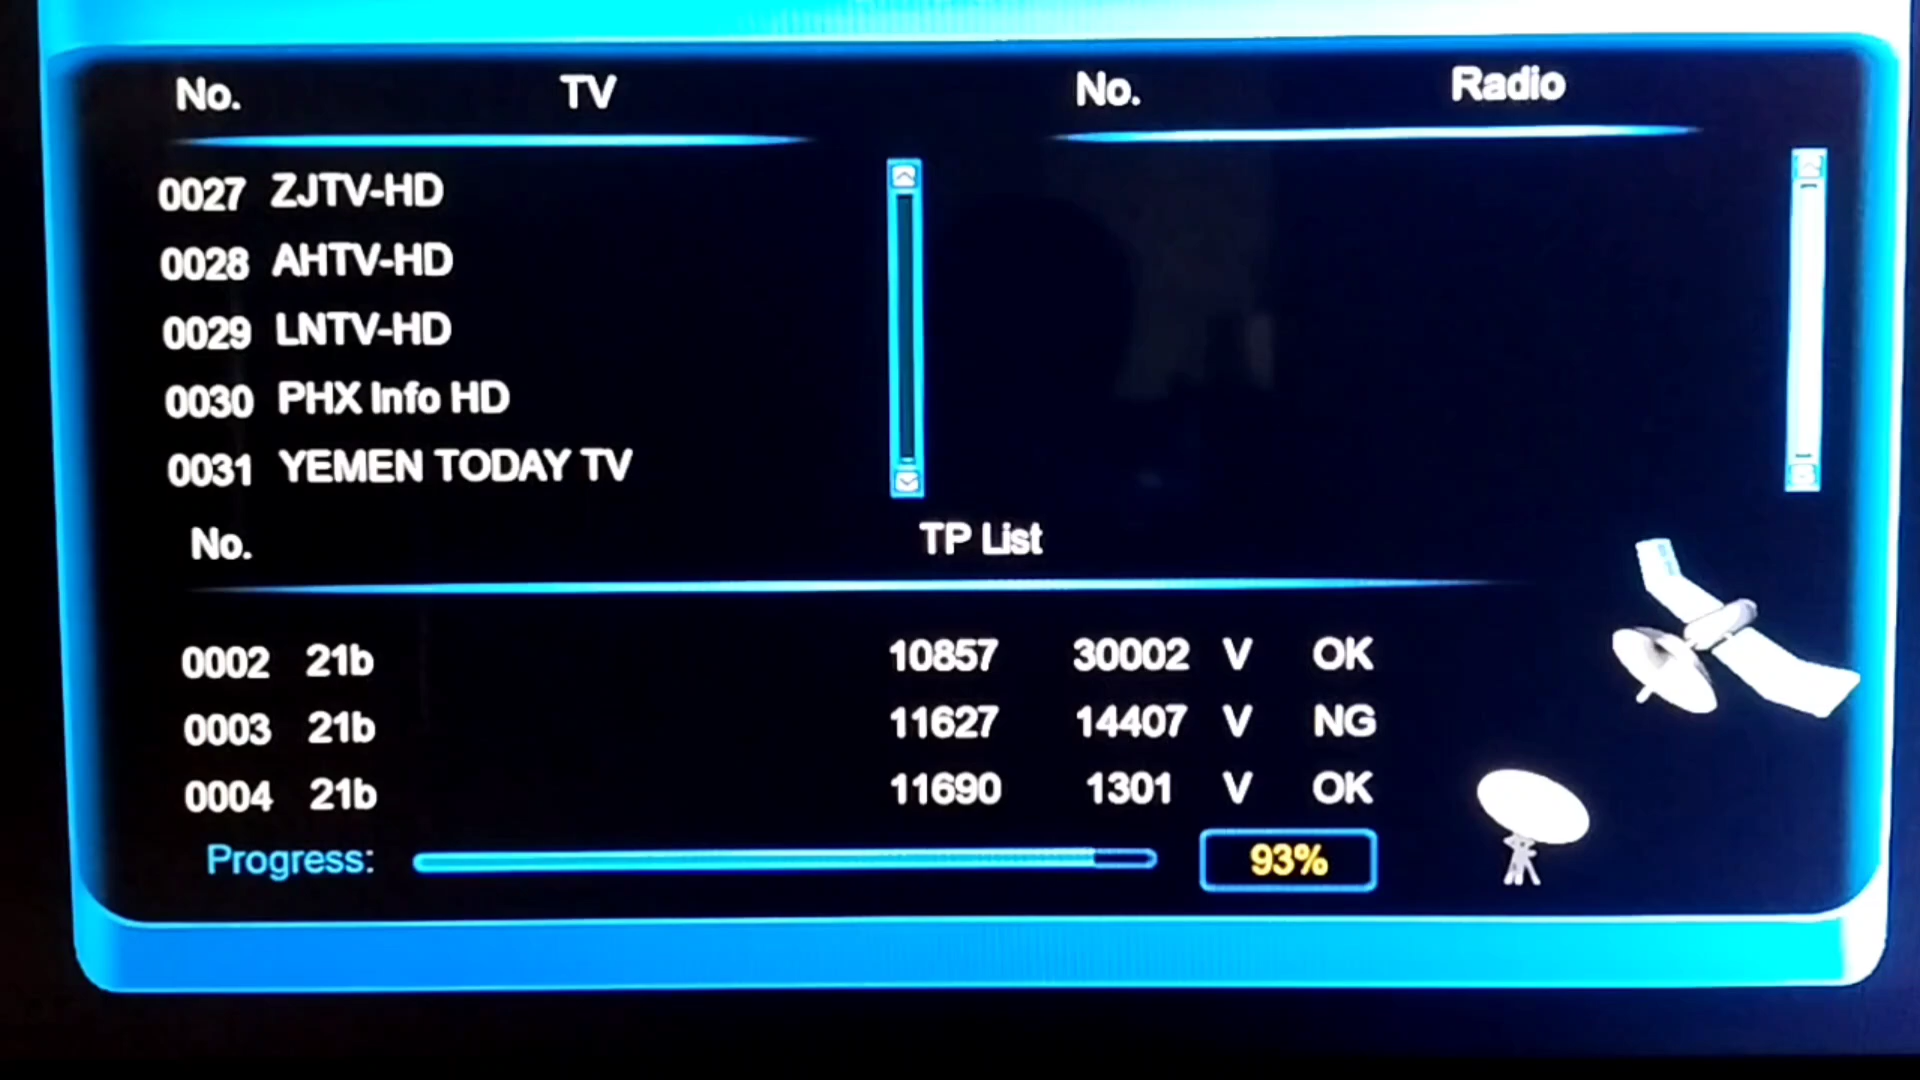 No. TV No. Radio
0027 ZJTV-HD
0028 AHTV-HD
0029 LNTV-HD
0030 PHX Info HD
0031 YEMEN TODAY TV
No. TP List
0002 21b 10857 30002 V OK
0003 21b 11627 14407 V NG
0004 21b 11690 1301 V OK
Progress: 93%